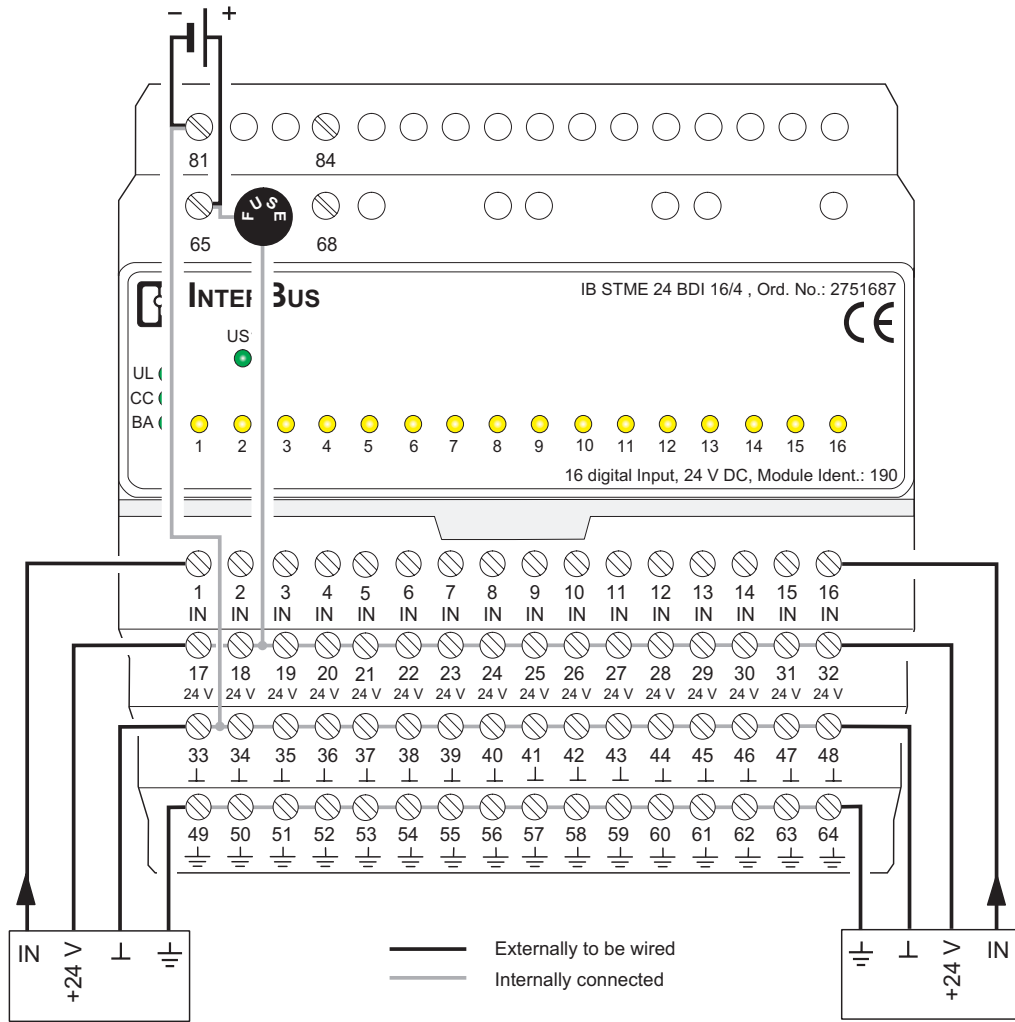 − +
81 84
FUSE
65 68
INTERBUS IB STME 24 BDI 16/4 , Ord. No.: 2751687
CE
US
UL
CC
BA
1 2 3 4 5 6 7 8 9 10 11 12 13 14 15 16
16 digital Input, 24 V DC, Module Ident.: 190
1 2 3 4 5 6 7 8 9 10 11 12 13 14 15 16
IN IN IN IN IN IN IN IN IN IN IN IN IN IN IN IN
17 18 19 20 21 22 23 24 25 26 27 28 29 30 31 32
24 V 24 V 24 V 24 V 24 V 24 V 24 V 24 V 24 V 24 V 24 V 24 V 24 V 24 V 24 V 24 V
33 34 35 36 37 38 39 40 41 42 43 44 45 46 47 48
49 50 51 52 53 54 55 56 57 58 59 60 61 62 63 64
IN +24 V
Externally to be wired
Internally connected
+24 V IN